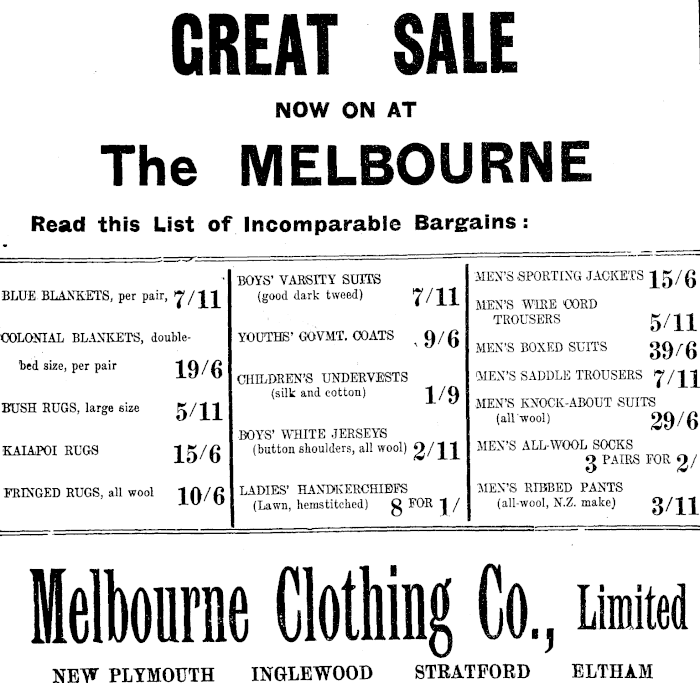 GREAT SALE
NOW ON AT
The MELBOURNE
Read this List of Incomparable Bargains:
BLUE BLANKETS, per pair, 7/11
COLONIAL BLANKETS, double-
bed size, per pair 19/6
BUSH RUGS, large size 5/11
KAIAPOI RUGS 15/6
FRINGED RUGS, all wool 10/6
BOYS' VARSITY SUITS
(good dark tweed) 7/11
YOUTHS' GOVMT. COATS 9/6
CHILDREN'S UNDERVESTS
(silk and cotton) 1/9
BOYS' WHITE JERSEYS
(button shoulders, all wool) 2/11
LADIES' HANDKERCHIEFS
(Lawn, hemstitched) 8 FOR 1/
MEN'S SPORTING JACKETS 15/6
MEN'S WIRE CORD
TROUSERS 5/11
MEN'S BOXED SUITS 39/6
MEN'S SADDLE TROUSERS 7/11
MEN'S KNOCK-ABOUT SUITS
(all wool) 29/6
MEN'S ALL-WOOL SOCKS
3 PAIRS FOR 2/
MEN'S RIBBED PANTS
(all-wool, N.Z. make) 3/11
Melbourne Clothing Co., Limited
NEW PLYMOUTH INGLEWOOD STRATFORD ELTHAM